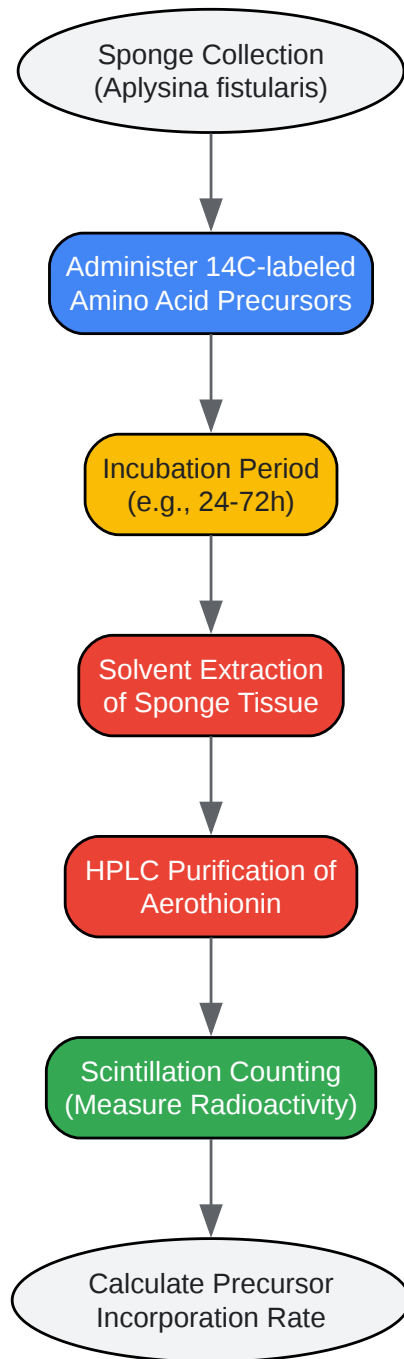 Sponge Collection
(Aplysina fistularis)
Administer 14C-labeled
Amino Acid Precursors
Incubation Period
(e.g., 24-72h)
Solvent Extraction
of Sponge Tissue
HPLC Purification of
Aerothionin
Scintillation Counting
(Measure Radioactivity)
Calculate Precursor
Incorporation Rate